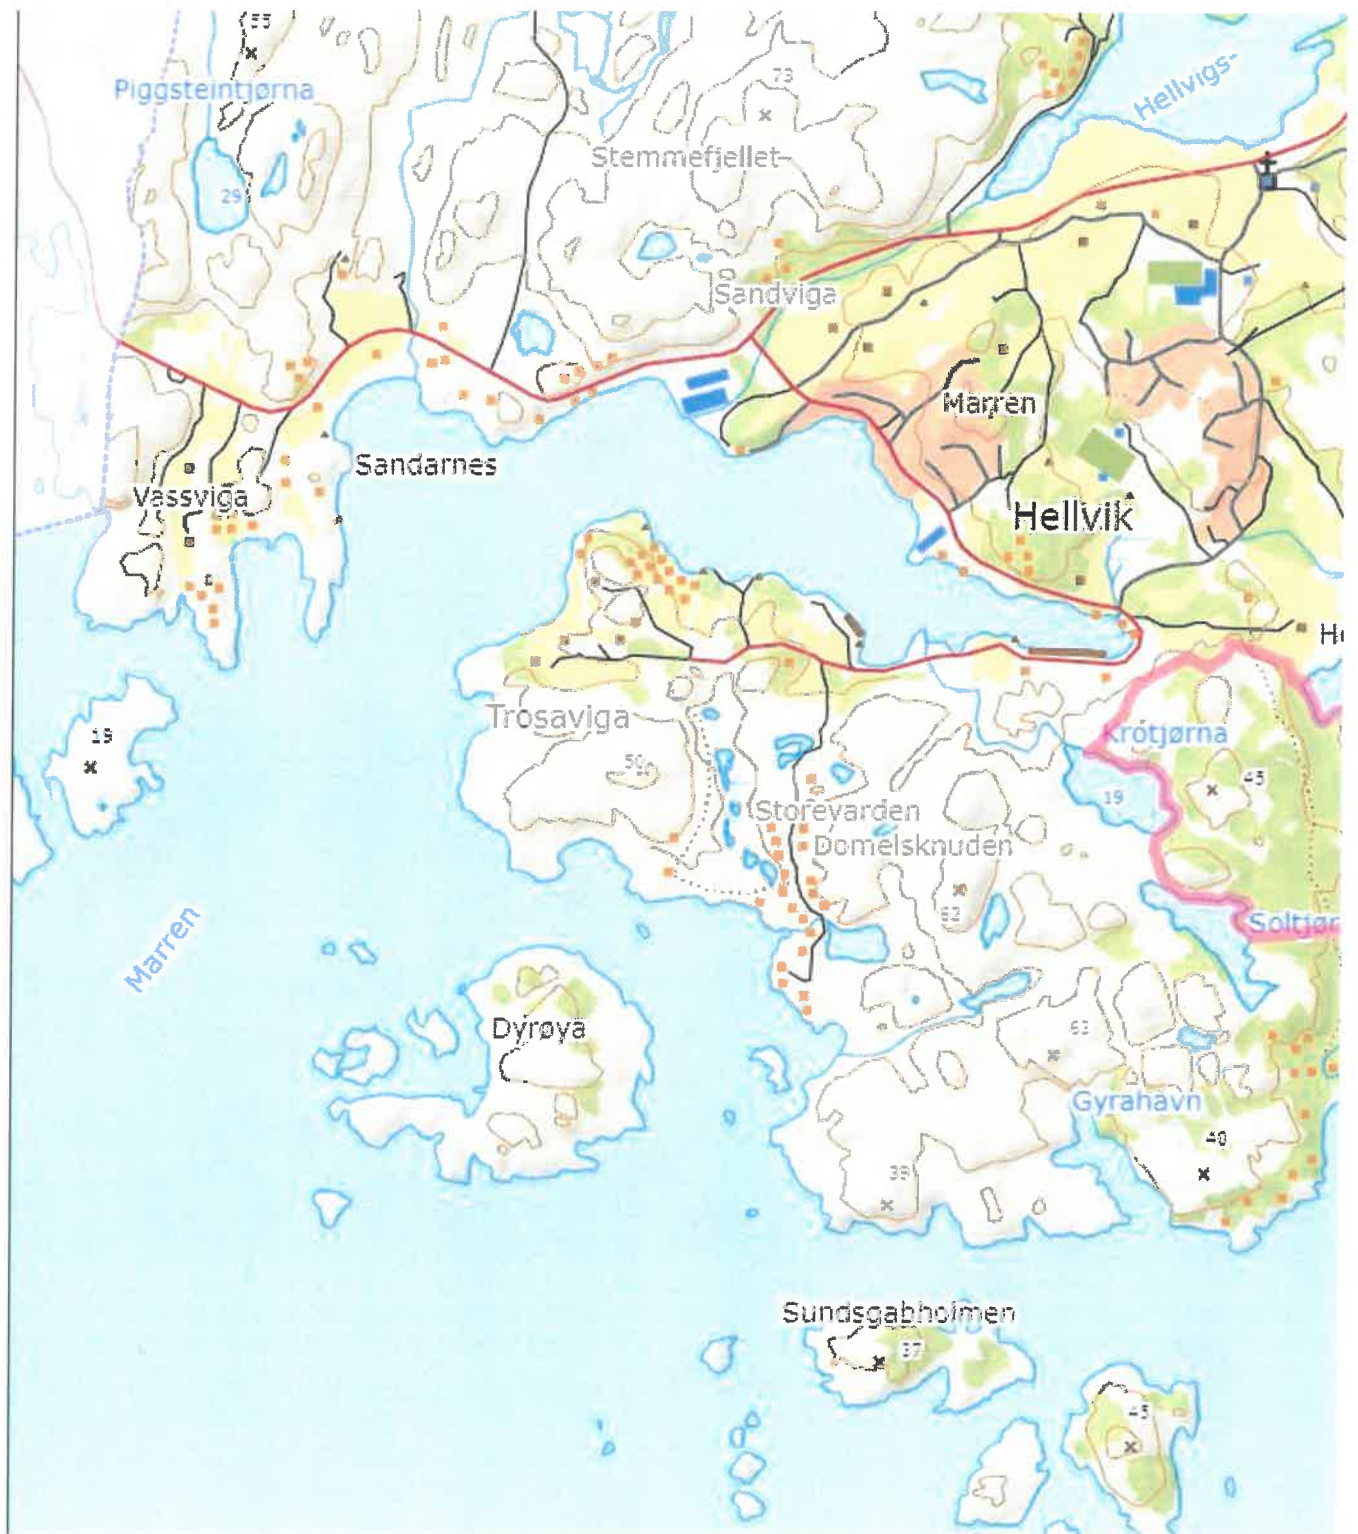 55
73
Piggsteintjørna
Hellvigs-
Stemmefjellet
29
Sandviga
Marren
Sandarnes
Vassviga
Hellvik
Trosaviga
19
Krotjørna
50
45
19
Storevarden
Domelsknuden
62
Soltjør
Marren
Dyrøya
63
Gyrahavn
40
39
Sundsgabholmen
37
43